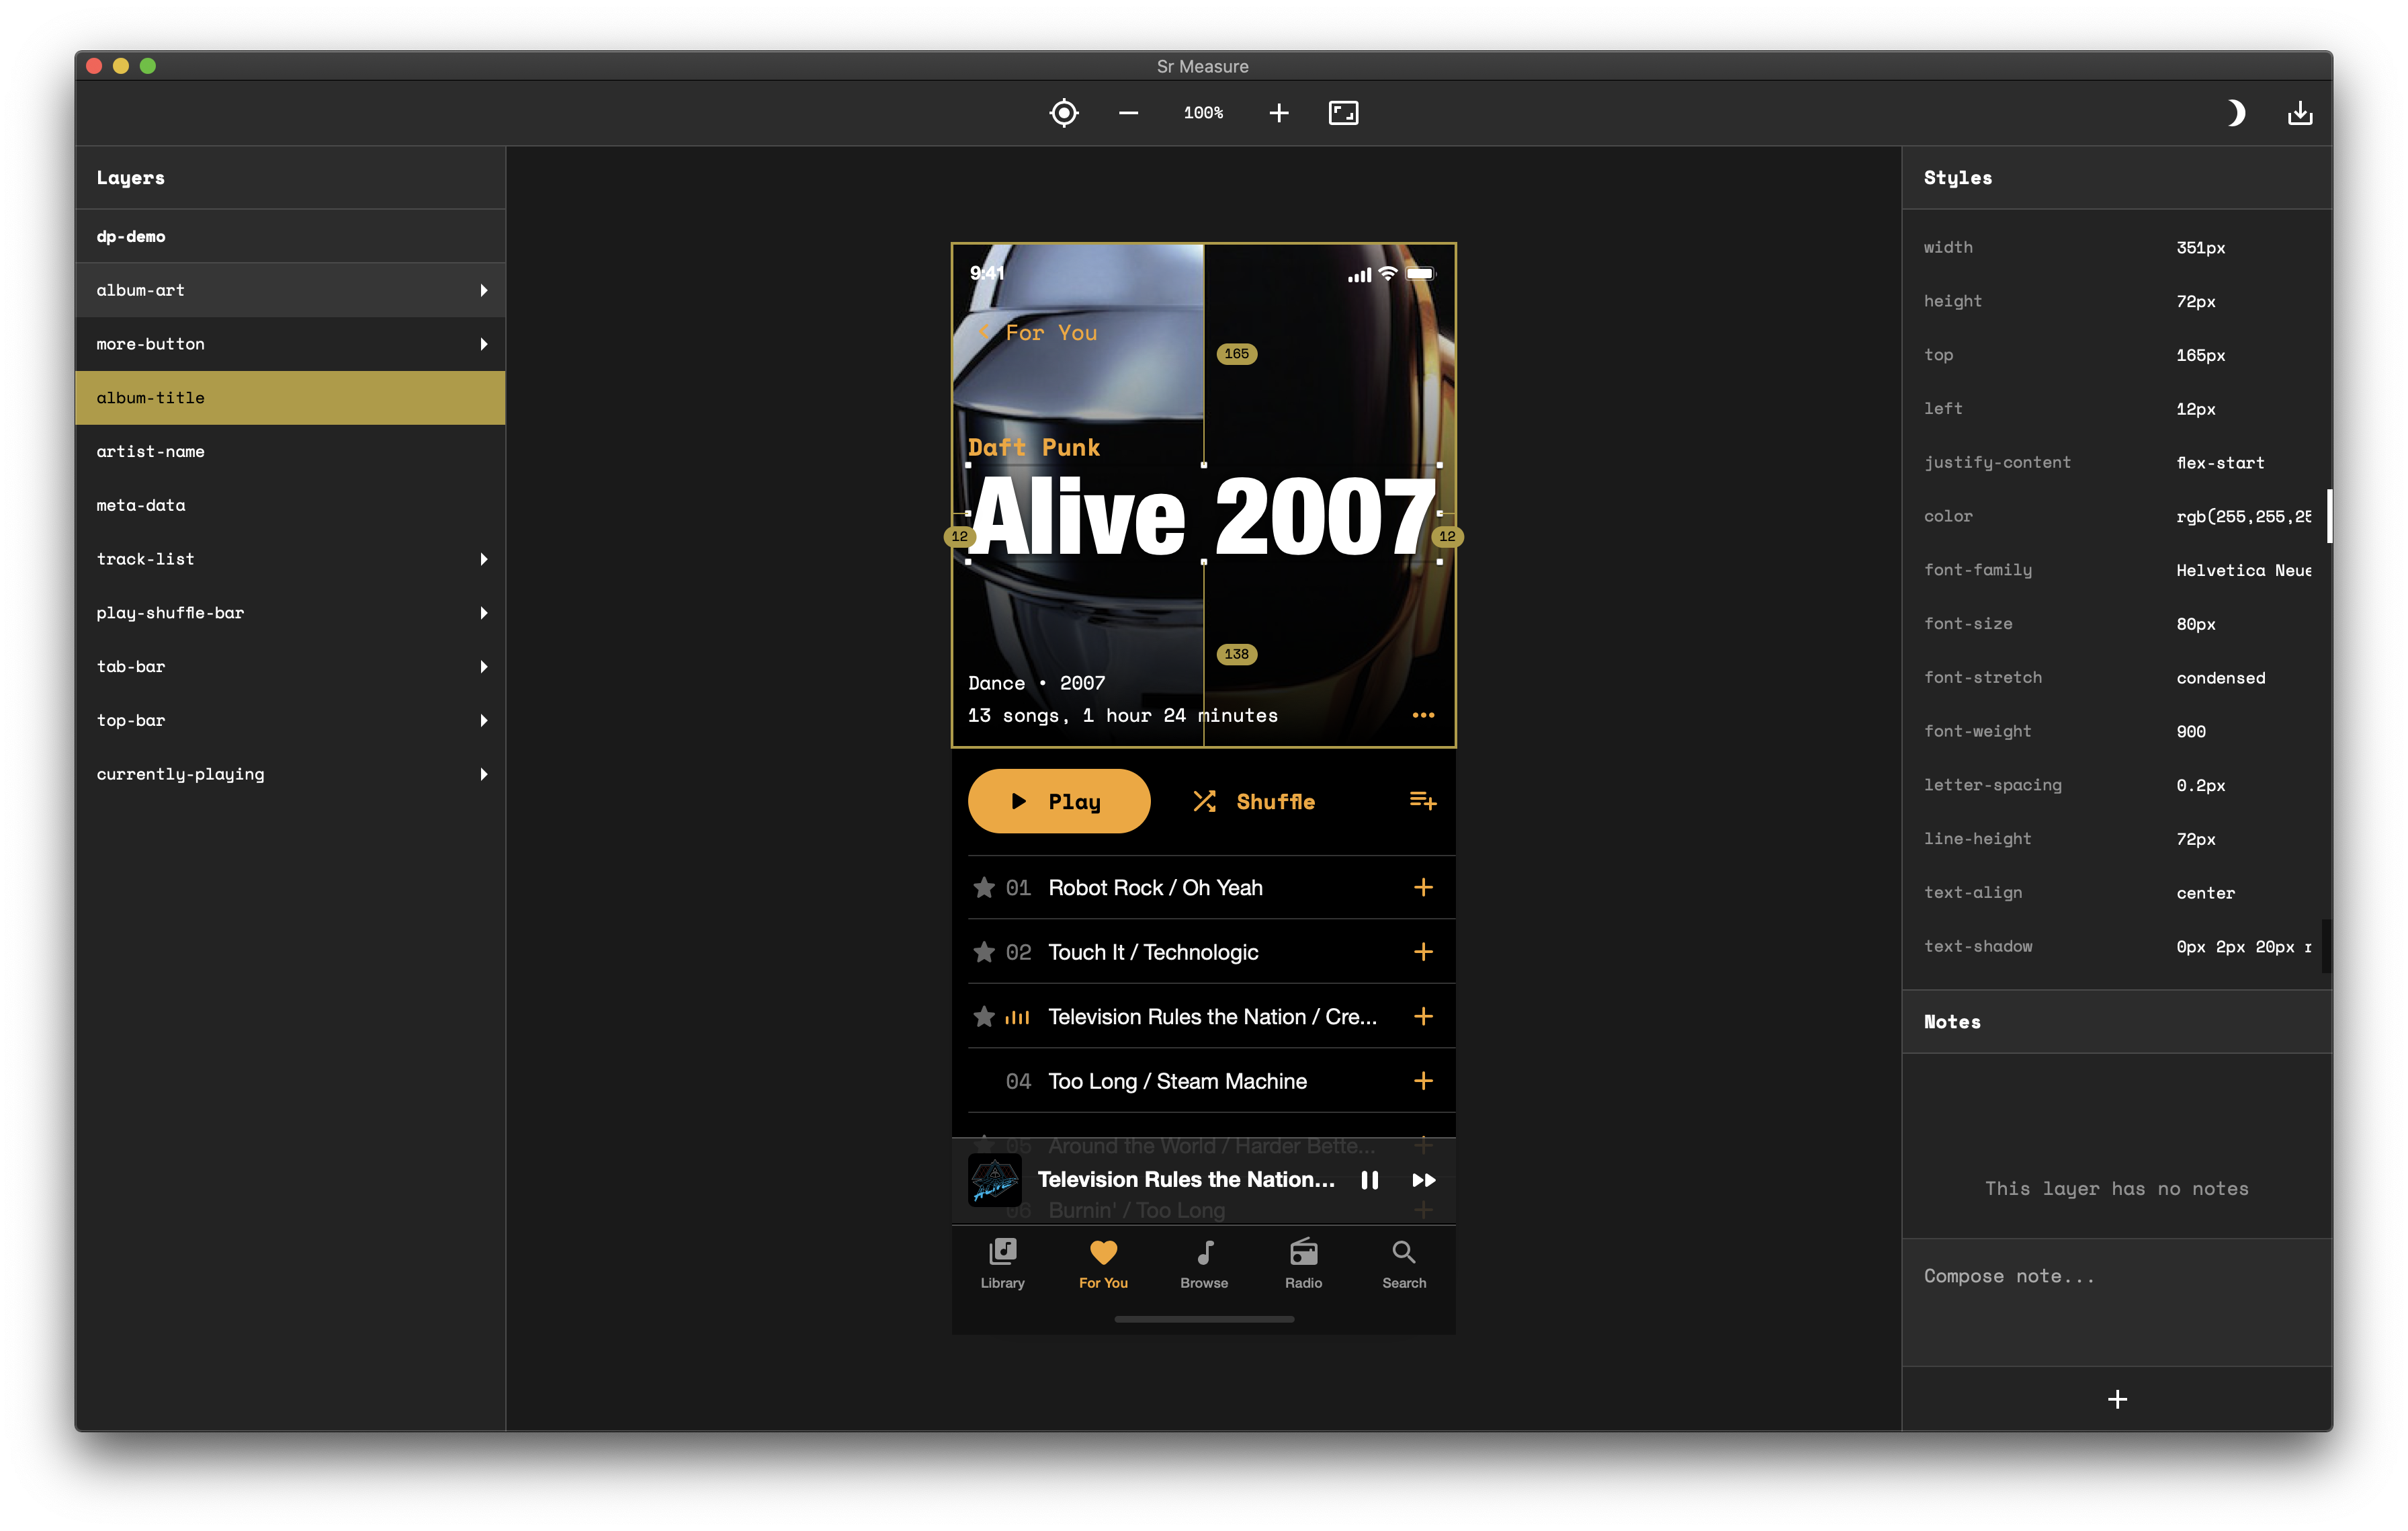 Sr Measure
100%
Layers
dp-demo
album-art
more-button
album-title
artist-name
meta-data
track-list
play-shuffle-bar
tab-bar
top-bar
currently-playing
9:41
For You
165
Daft Punk
Alive 2007
12
12
138
Dance • 2007
13 songs, 1 hour 24 minutes
Play
Shuffle
01 Robot Rock / Oh Yeah
02 Touch It / Technologic
Television Rules the Nation / Cre...
04 Too Long / Steam Machine
05 Around the World / Harder Bette...
Television Rules the Nation...
06 Burnin' / Too Long
Library
For You
Browse
Radio
Search
Styles
width 351px
height 72px
top 165px
left 12px
justify-content flex-start
color rgb(255,255,25
font-family Helvetica Neue
font-size 80px
font-stretch condensed
font-weight 900
letter-spacing 0.2px
line-height 72px
text-align center
text-shadow 0px 2px 20px r
Notes
This layer has no notes
Compose note...